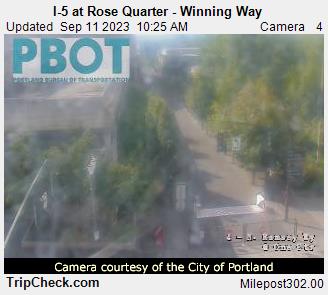 I-5 at Rose Quarter - Winning Way
Updated Sep 11 2023 10:25 AM Camera 4
PBOT
PORTLAND BUREAU OF TRANSPORTATION
Camera courtesy of the City of Portland
TripCheck.com Milepost302.00